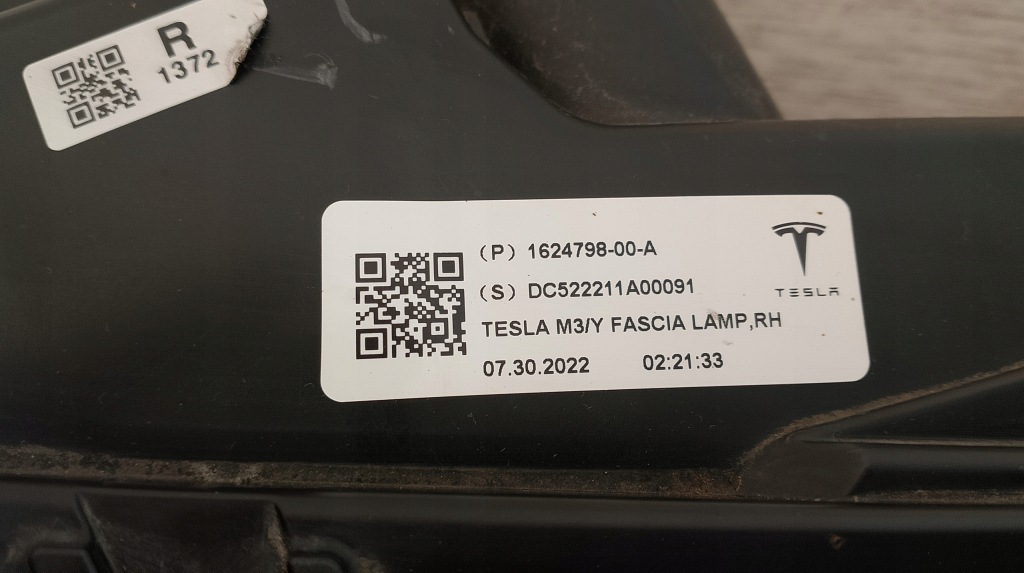 R
1372
(P) 1624798-00-A
(S) DC522211A00091
TESLA M3/Y FASCIA LAMP,RH
07.30.2022 02:21:33
TESLA